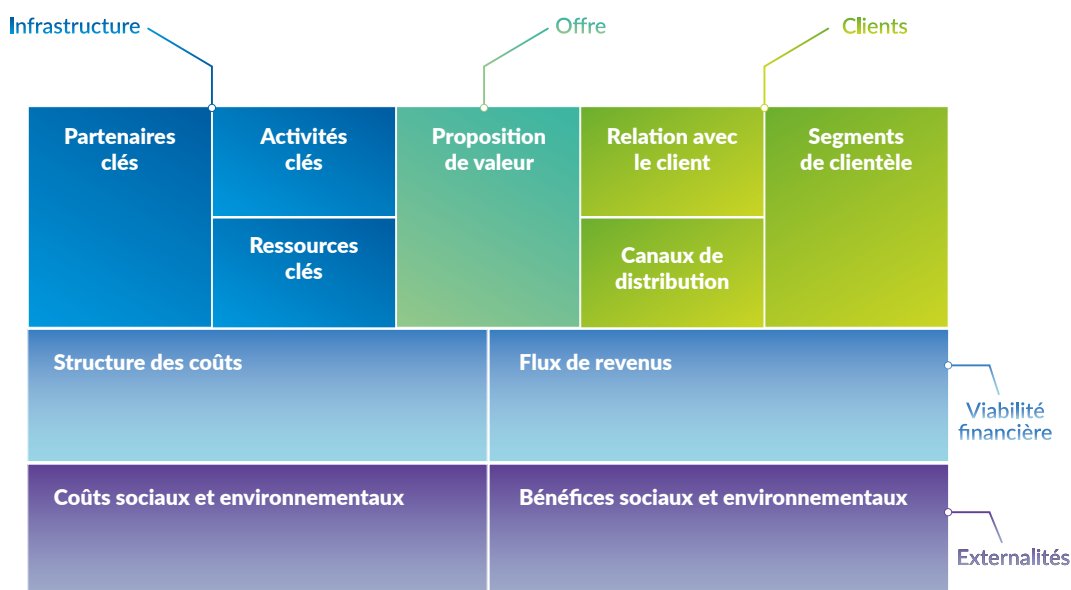 Infrastructure
Offre
Clients
Partenaires
clés
Activités
clés
Proposition
de valeur
Relation avec
le client
Segments
de clientèle
Ressources
clés
Canaux de
distribution
Structure des coûts
Flux de revenus
Viabilité
financière
Coûts sociaux et environnementaux
Bénéfices sociaux et environnementaux
Externalités